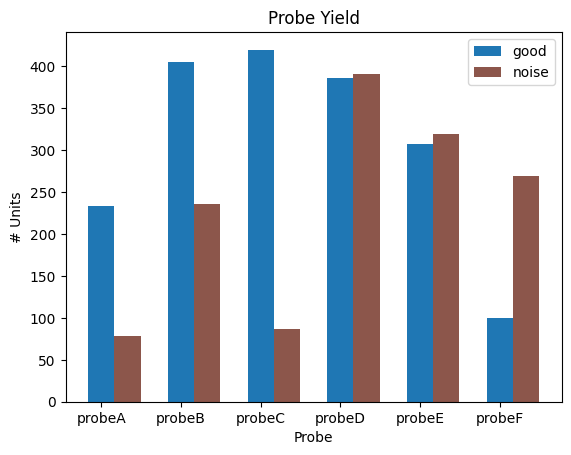 Probe Yield
good
noise
400
350
300
250
200
150
100
50
0
# Units
probeA probeB probeC probeD probeE probeF
Probe